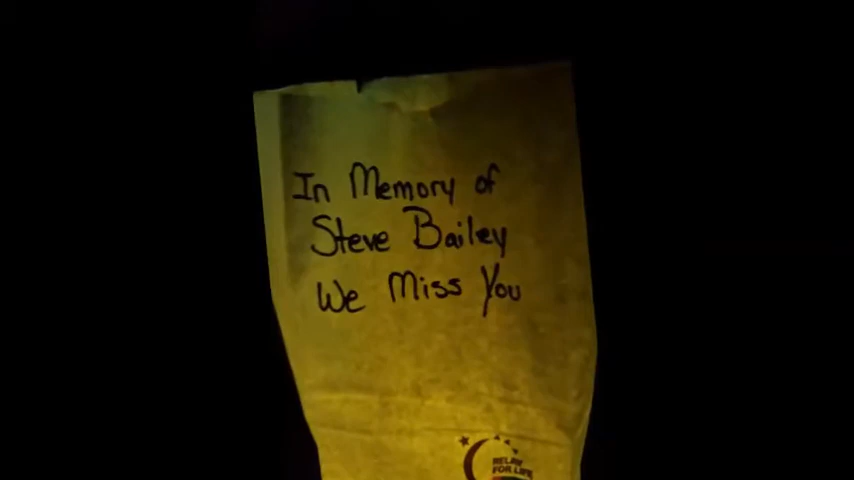 In Memory of
Steve Bailey
We Miss You
RELAY
FOR LIFE